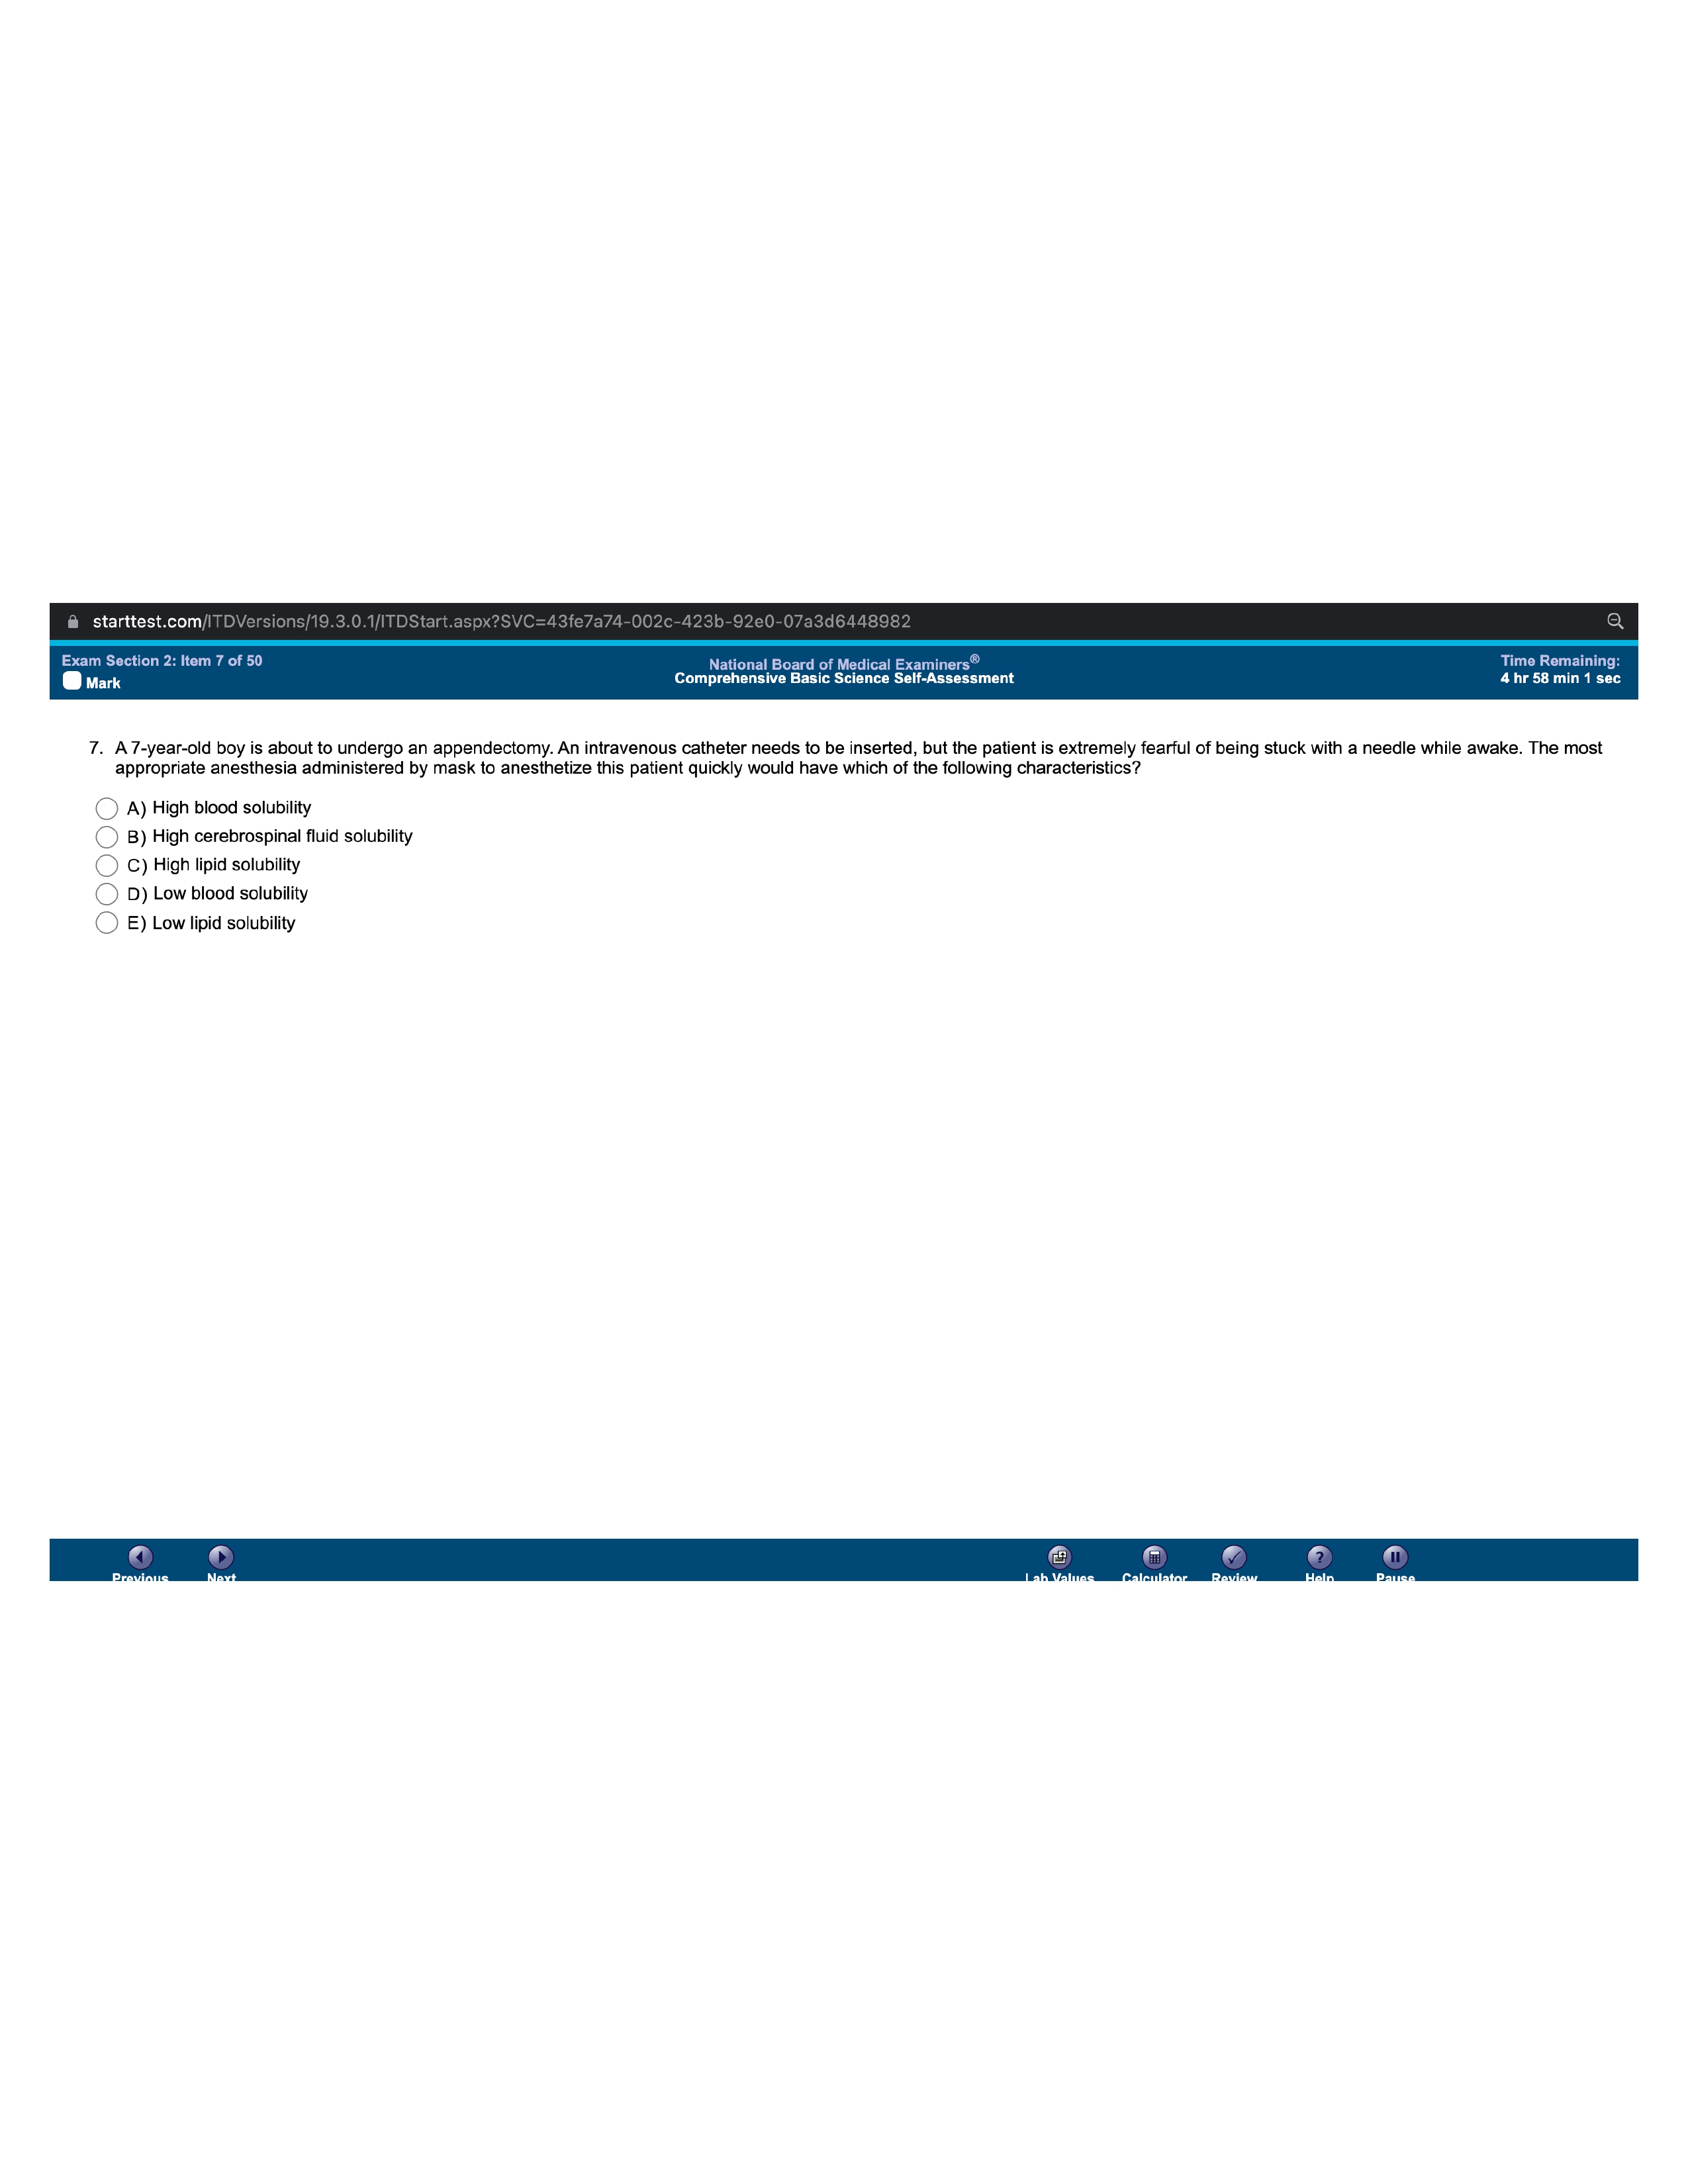 starttest.com/ITDVersions/19.3.0.1/ITDStart.aspx?SVC=43fe7a74-002c-423b-92e0-07a3d6448982
Exam Section 2: Item 7 of 50
National Board of Medical Examiners®
Time Remaining:
Mark
Comprehensive Basic Science Self-Assessment
4 hr 58 min 1 sec
7. A 7-year-old boy is about to undergo an appendectomy. An intravenous catheter needs to be inserted, but the patient is extremely fearful of being stuck with a needle while awake. The most
appropriate anesthesia administered by mask to anesthetize this patient quickly would have which of the following characteristics?
A) High blood solubility
B) High cerebrospinal fluid solubility
C) High lipid solubility
D) Low blood solubility
E) Low lipid solubility
Previous Next Lab Values Calculator Review Help Pause